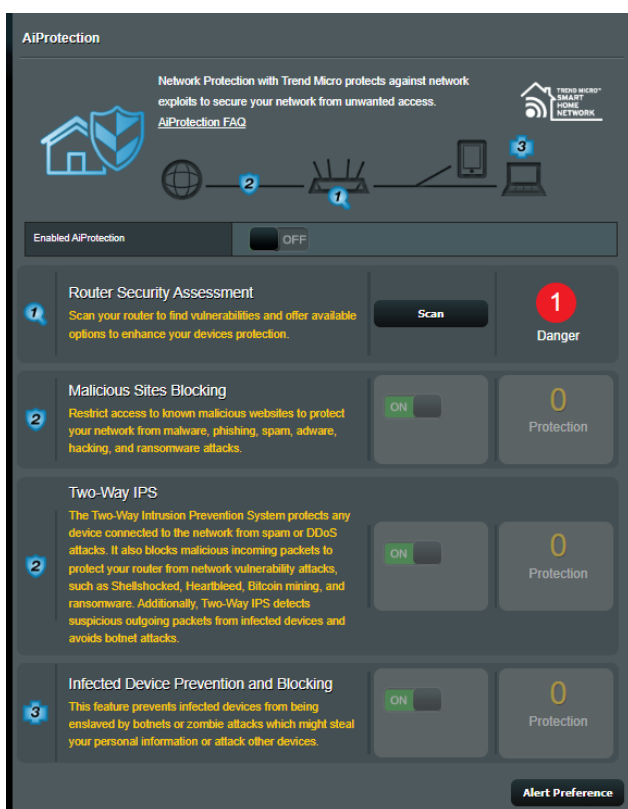 AiProtection
Network Protection with Trend Micro protects against network
exploits to secure your network from unwanted access.
AiProtection FAQ
TREND MICRO™
SMART
HOME
NETWORK
3
2
1
Enabled AiProtection
OFF
1
Router Security Assessment
Scan your router to find vulnerabilities and offer available
options to enhance your devices protection.
Scan
1
Danger
2
Malicious Sites Blocking
Restrict access to known malicious websites to protect
your network from malware, phishing, spam, adware,
hacking, and ransomware attacks.
ON
0
Protection
2
Two-Way IPS
The Two-Way Intrusion Prevention System protects any
device connected to the network from spam or DDoS
attacks. It also blocks malicious incoming packets to
protect your router from network vulnerability attacks,
such as Shellshocked, Heartbleed, Bitcoin mining, and
ransomware. Additionally, Two-Way IPS detects
suspicious outgoing packets from infected devices and
avoids botnet attacks.
ON
0
Protection
3
Infected Device Prevention and Blocking
This feature prevents infected devices from being
enslaved by botnets or zombie attacks which might steal
your personal information or attack other devices.
ON
0
Protection
Alert Preference